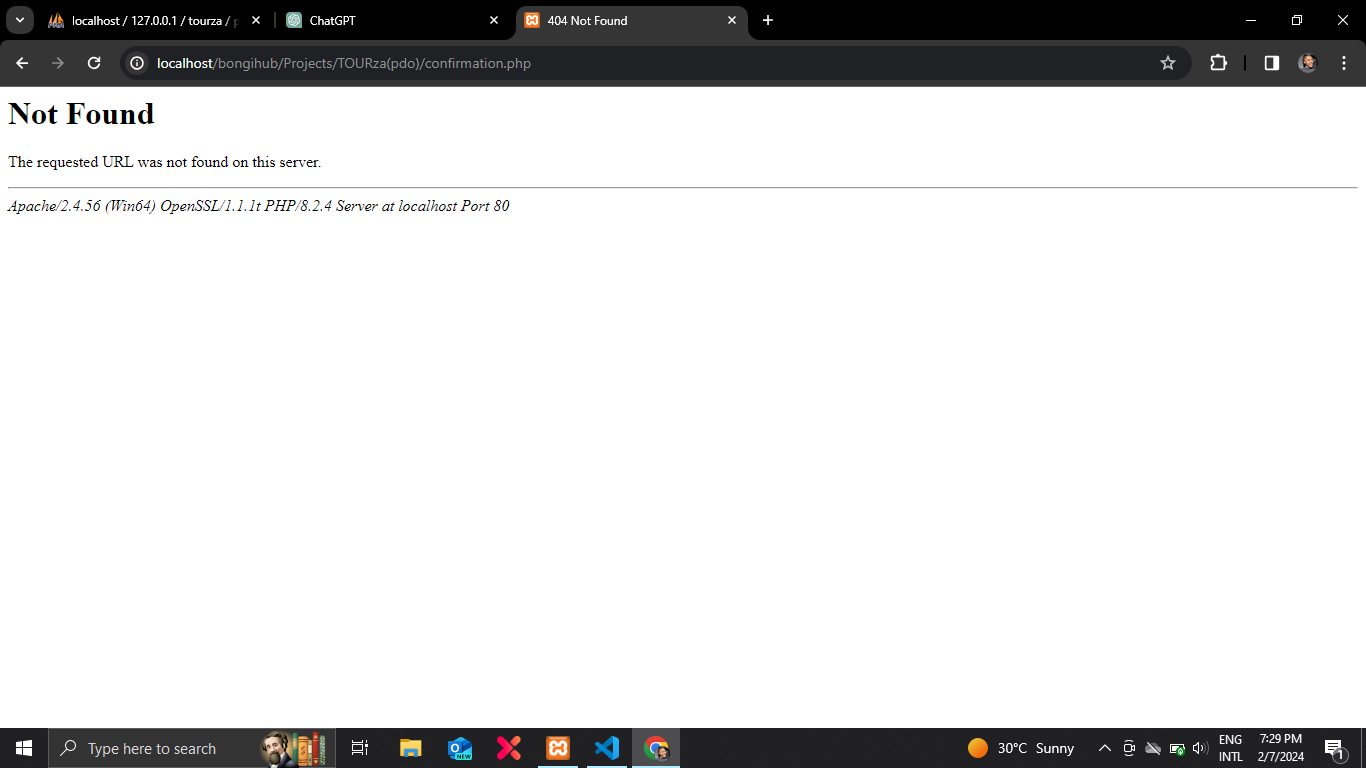 localhost / 127.0.0.1 / tourza / p
ChatGPT
404 Not Found
localhost/bongihub/Projects/TOURza(pdo)/confirmation.php
Not Found
The requested URL was not found on this server.
Apache/2.4.56 (Win64) OpenSSL/1.1.1t PHP/8.2.4 Server at localhost Port 80
Type here to search
NEW
30°C Sunny
ENG
INTL
7:29 PM
2/7/2024
1